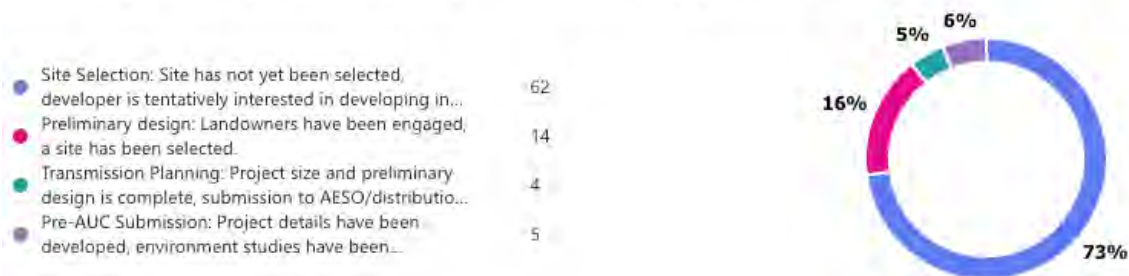 Site Selection: Site has not yet been selected,
developer is tentatively interested in developing in...
62
Preliminary design: Landowners have been engaged,
a site has been selected.
14
Transmission Planning: Project size and preliminary
design is complete, submission to AESO/distributio...
4
Pre-AUC Submission: Project details have been
developed, environment studies have been...
5
6%
5%
16%
73%